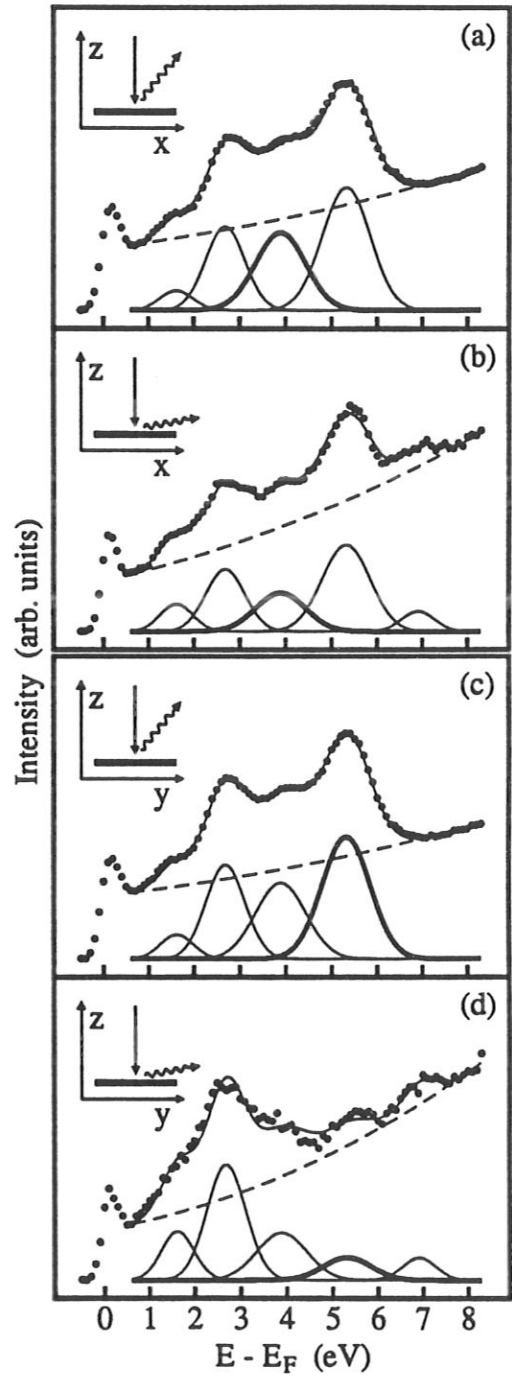 (a)
z
x
(b)
z
x
(c)
z
y
(d)
z
y
0 1 2 3 4 5 6 7 8
E - E_F (eV)
Intensity (arb. units)